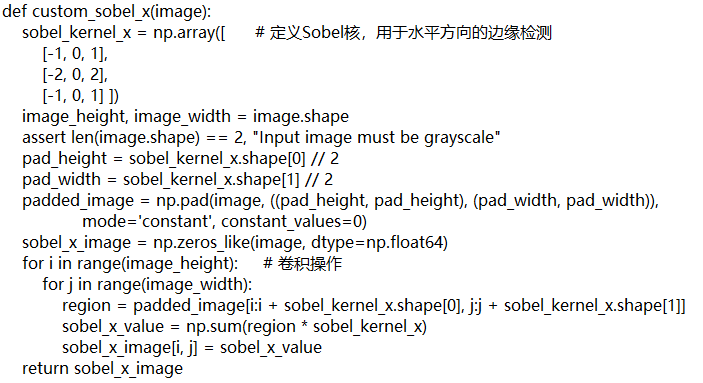 def custom_sobel_x(image):
    sobel_kernel_x = np.array([      # 定义Sobel核，用于水平方向的边缘检测
        [-1, 0, 1],
        [-2, 0, 2],
        [-1, 0, 1] ])
    image_height, image_width = image.shape
    assert len(image.shape) == 2, "Input image must be grayscale"
    pad_height = sobel_kernel_x.shape[0] // 2
    pad_width = sobel_kernel_x.shape[1] // 2
    padded_image = np.pad(image, ((pad_height, pad_height), (pad_width, pad_width)),
                mode='constant', constant_values=0)
    sobel_x_image = np.zeros_like(image, dtype=np.float64)
    for i in range(image_height):     # 卷积操作
        for j in range(image_width):
            region = padded_image[i:i + sobel_kernel_x.shape[0], j:j + sobel_kernel_x.shape[1]]
            sobel_x_value = np.sum(region * sobel_kernel_x)
            sobel_x_image[i, j] = sobel_x_value
    return sobel_x_image